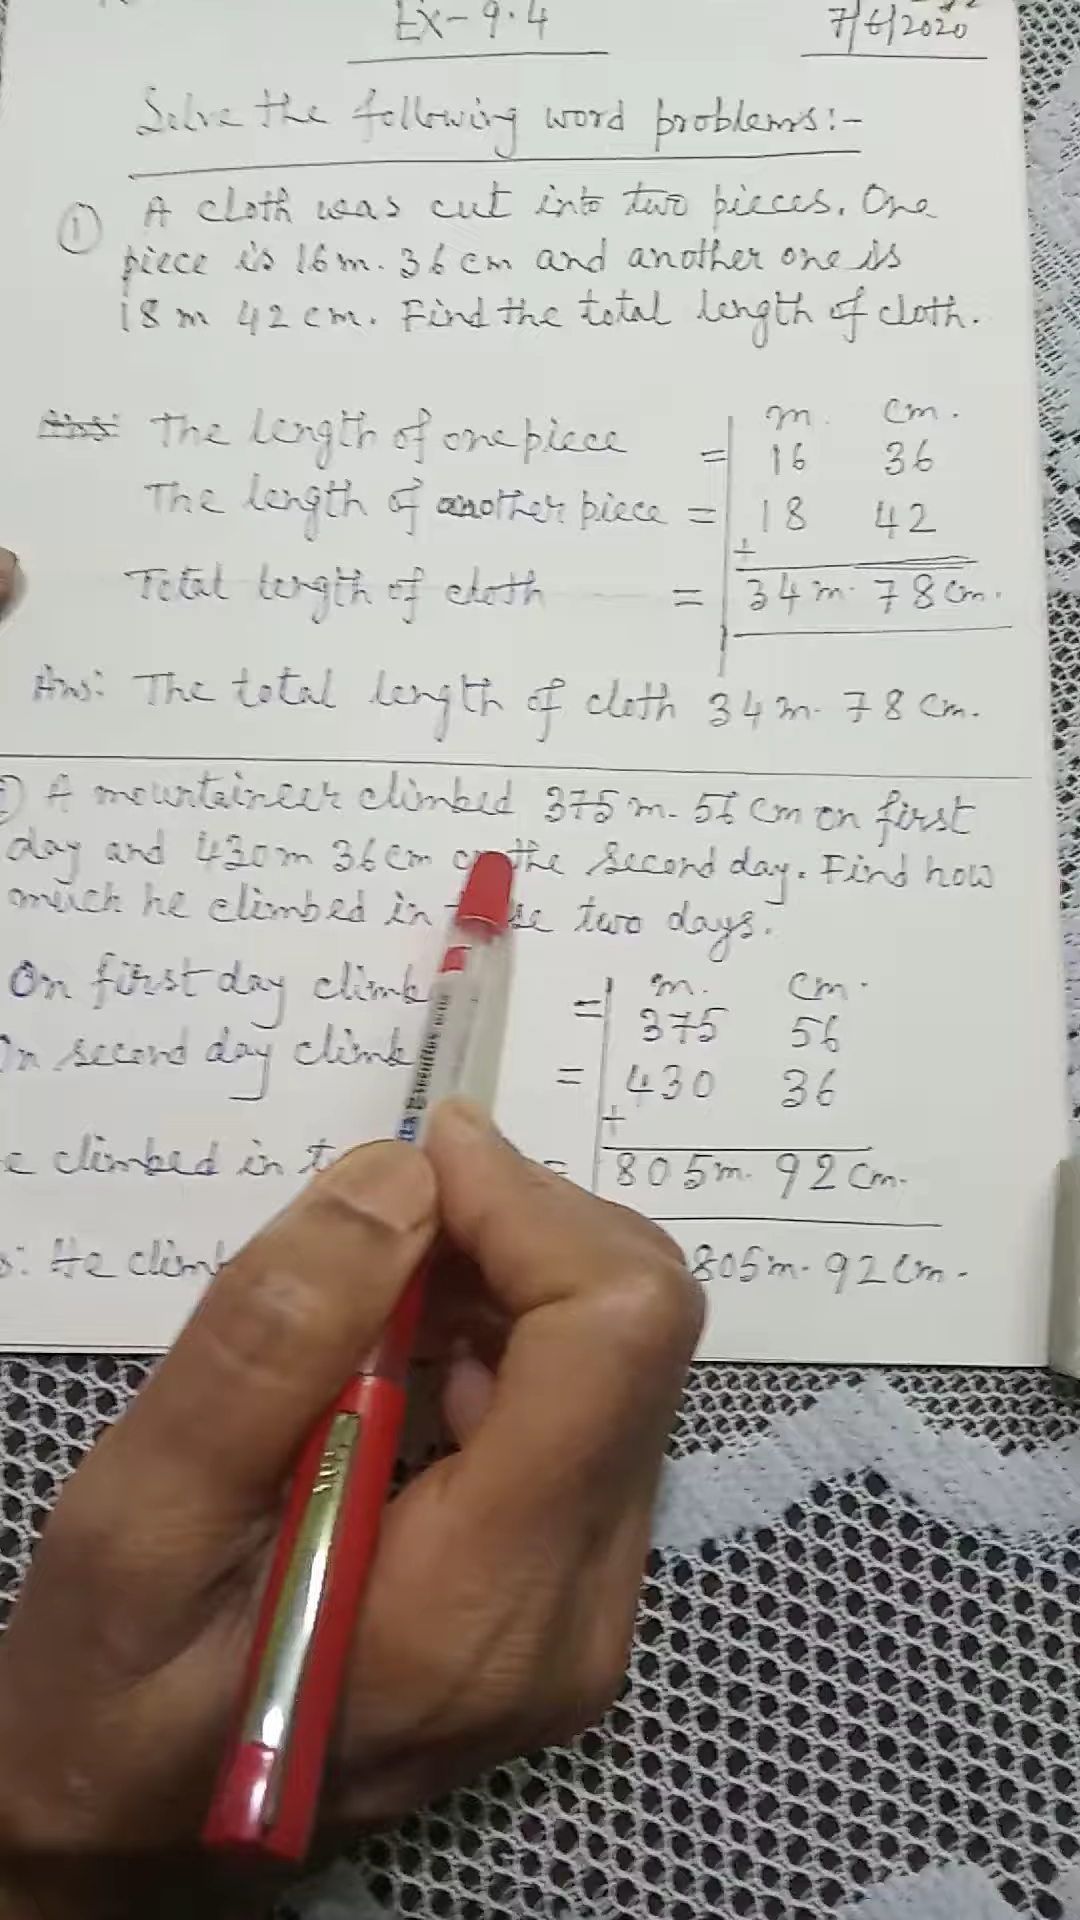 Ex-9.4
7/6/2020
Solve the following word problems:-
① A cloth was cut into two pieces. One
piece is 16m. 36cm and another one is
18m 42cm. Find the total length of cloth.
m. cm.
The length of one piece = 16 36
The length of another piece = 18 42
+
Total length of cloth = 34m. 78cm.
Ans: The total length of cloth 34m. 78cm.
A mountaineer climbed 375m. 56cm on first
day and 430m 36cm the second day. Find how
much he climbed in two days.
m. cm.
On first day climb = 375 56
second day climb = 430 36
+
climbed in = 805m. 92cm.
He climb 805m. 92cm.